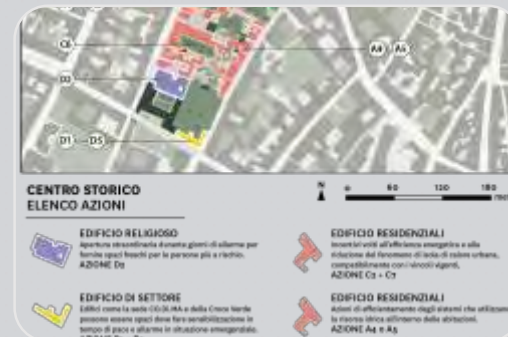 C6
A4 A5
D2
D1 D5
CENTRO STORICO
ELENCO AZIONI
N 0 60 120 180
EDIFICIO RELIGIOSO
Apertura straordinaria durante giorni di allarme per
fornire spazi freschi per le persone più a rischio.
AZIONE D2
EDIFICIO RESIDENZIALI
Incentivi volti all'efficienza energetica e alla
riduzione del fenomeno di isola di calore urbana,
compatibilmente con i vincoli vigenti.
AZIONE C2 - C7
EDIFICIO DI SETTORE
Edifici come la sede e della Croce Verde
possono essere spazi dove fare sensibilizzazione in
tempo di pace e allarme in situazione emergenziale.
EDIFICIO RESIDENZIALI
Azioni di efficientamento degli sistemi che utilizzano
la risorsa idrica all'interno delle abitazioni.
AZIONE A4 e A5